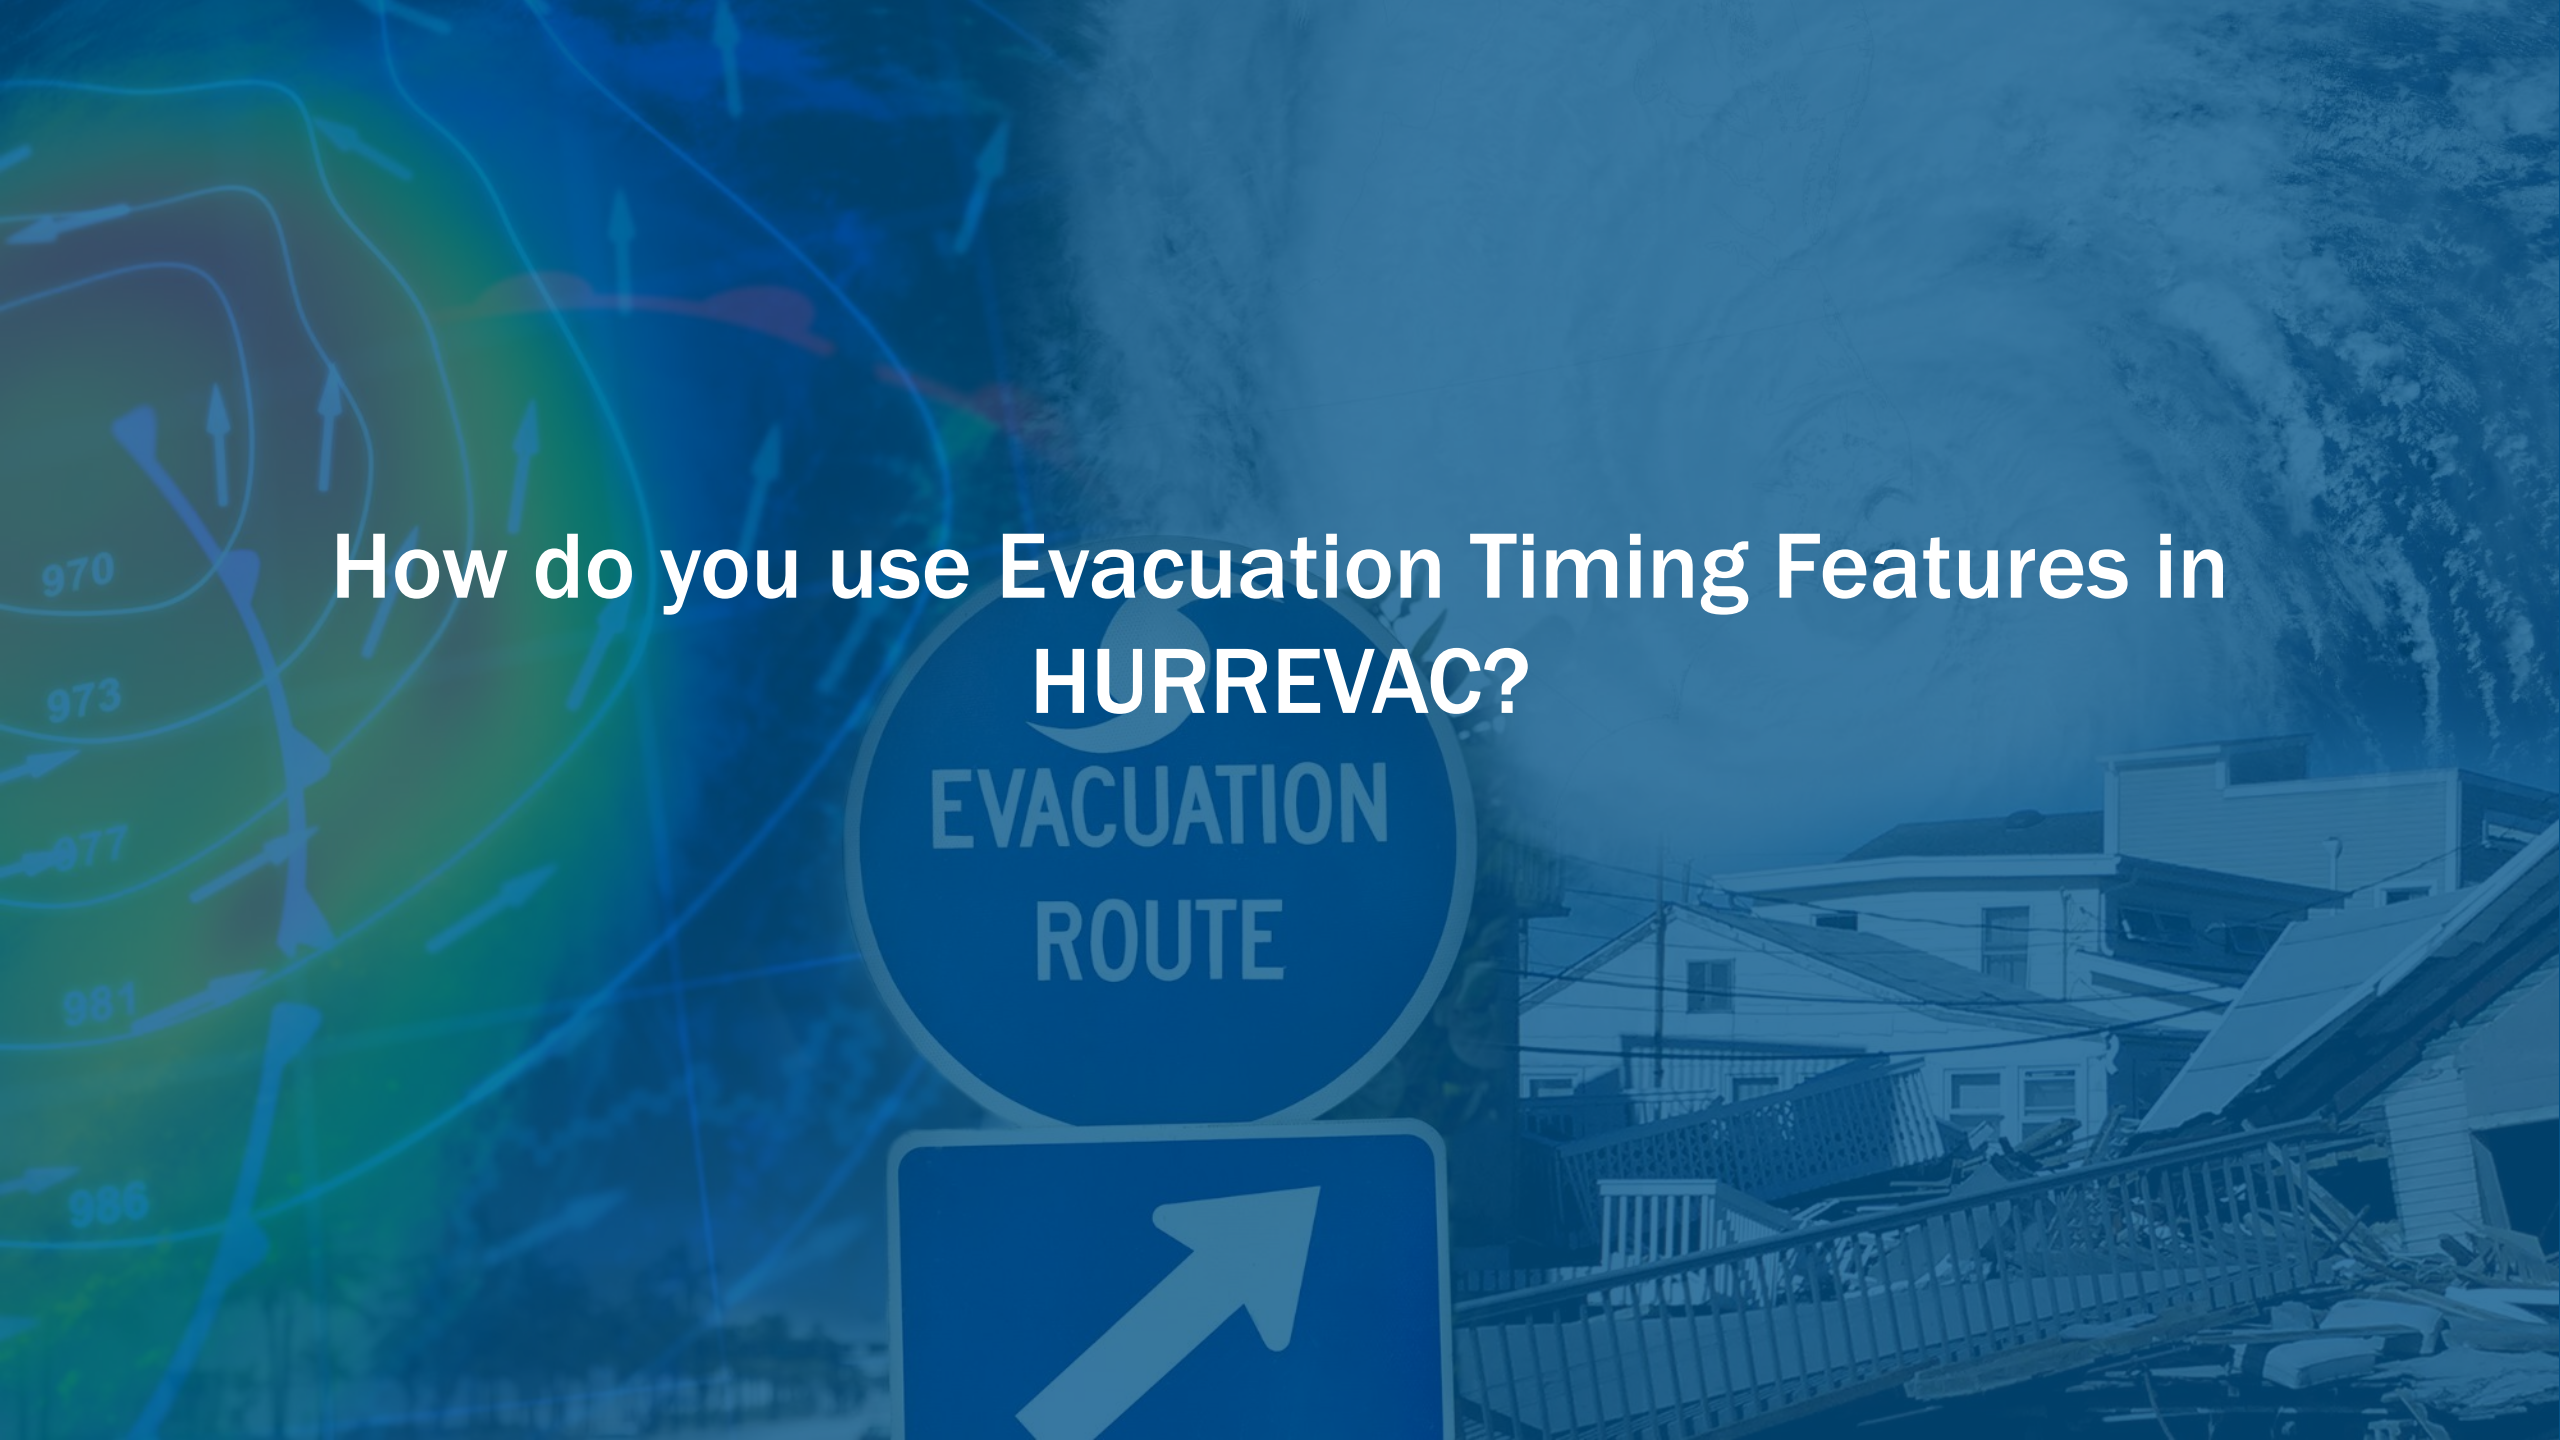 How do you use Evacuation Timing Features in
HURREVAC?
EVACUATION
ROUTE
970
973
977
981
986